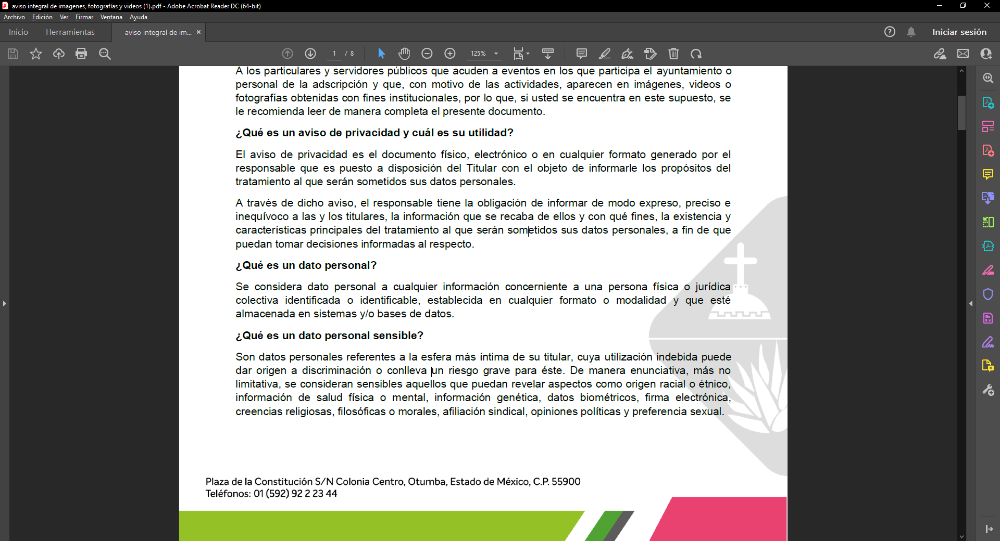 aviso integral de imagenes, fotografías y videos (1).pdf - Adobe Acrobat Reader DC (64-bit)
Archivo Edición Ver Firmar Ventana Ayuda
Inicio Herramientas aviso integral de im... Iniciar sesión
1 / 8 125%
A los particulares y servidores públicos que acuden a eventos en los que participa el ayuntamiento o
personal de la adscripción y que, con motivo de las actividades, aparecen en imágenes, videos o
fotografías obtenidas con fines institucionales, por lo que, si usted se encuentra en este supuesto, se
le recomienda leer de manera completa el presente documento.
¿Qué es un aviso de privacidad y cuál es su utilidad?
El aviso de privacidad es el documento físico, electrónico o en cualquier formato generado por el
responsable que es puesto a disposición del Titular con el objeto de informarle los propósitos del
tratamiento al que serán sometidos sus datos personales.
A través de dicho aviso, el responsable tiene la obligación de informar de modo expreso, preciso e
inequívoco a las y los titulares, la información que se recaba de ellos y con qué fines, la existencia y
características principales del tratamiento al que serán sometidos sus datos personales, a fin de que
puedan tomar decisiones informadas al respecto.
¿Qué es un dato personal?
Se considera dato personal a cualquier información concerniente a una persona física o jurídica
colectiva identificada o identificable, establecida en cualquier formato o modalidad y que esté
almacenada en sistemas y/o bases de datos.
¿Qué es un dato personal sensible?
Son datos personales referentes a la esfera más íntima de su titular, cuya utilización indebida puede
dar origen a discriminación o conlleva un riesgo grave para éste. De manera enunciativa, más no
limitativa, se consideran sensibles aquellos que puedan revelar aspectos como origen racial o étnico,
información de salud física o mental, información genética, datos biométricos, firma electrónica,
creencias religiosas, filosóficas o morales, afiliación sindical, opiniones políticas y preferencia sexual.
Plaza de la Constitución S/N Colonia Centro, Otumba, Estado de México, C.P. 55900
Teléfonos: 01 (592) 92 2 23 44